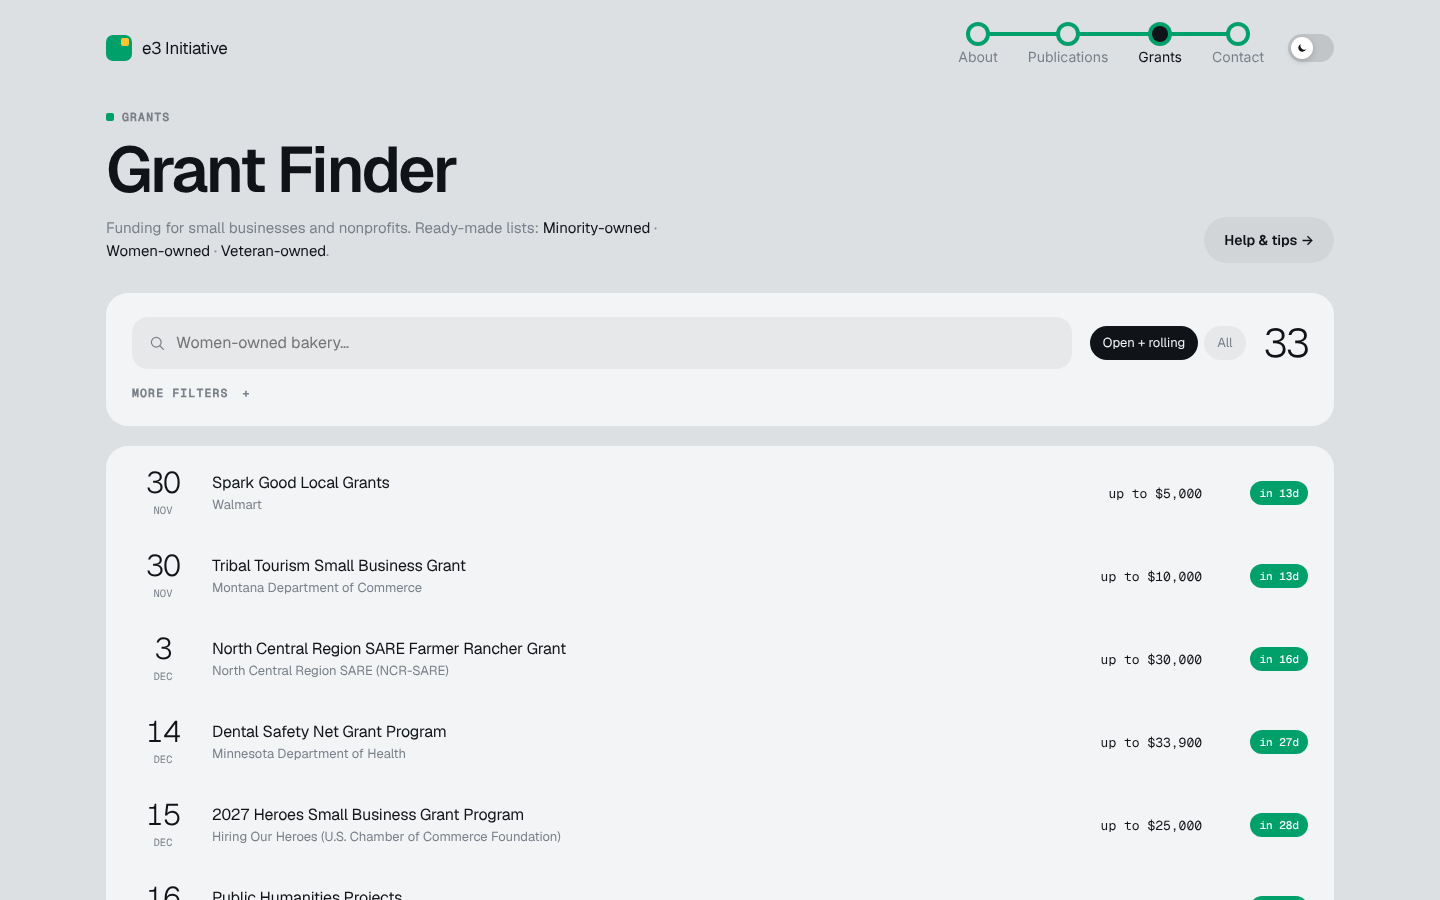 e3 Initiative
About
Publications
Grants
Contact
GRANTS
Grant Finder
Funding for small businesses and nonprofits. Ready-made lists: Minority-owned ·
Women-owned · Veteran-owned.
Help & tips →
Women-owned bakery...
Open + rolling
All
33
MORE FILTERS +
30
NOV
Spark Good Local Grants
Walmart
up to $5,000
in 13d
30
NOV
Tribal Tourism Small Business Grant
Montana Department of Commerce
up to $10,000
in 13d
3
DEC
North Central Region SARE Farmer Rancher Grant
North Central Region SARE (NCR-SARE)
up to $30,000
in 16d
14
DEC
Dental Safety Net Grant Program
Minnesota Department of Health
up to $33,900
in 27d
15
DEC
2027 Heroes Small Business Grant Program
Hiring Our Heroes (U.S. Chamber of Commerce Foundation)
up to $25,000
in 28d
16
Public Humanities Projects